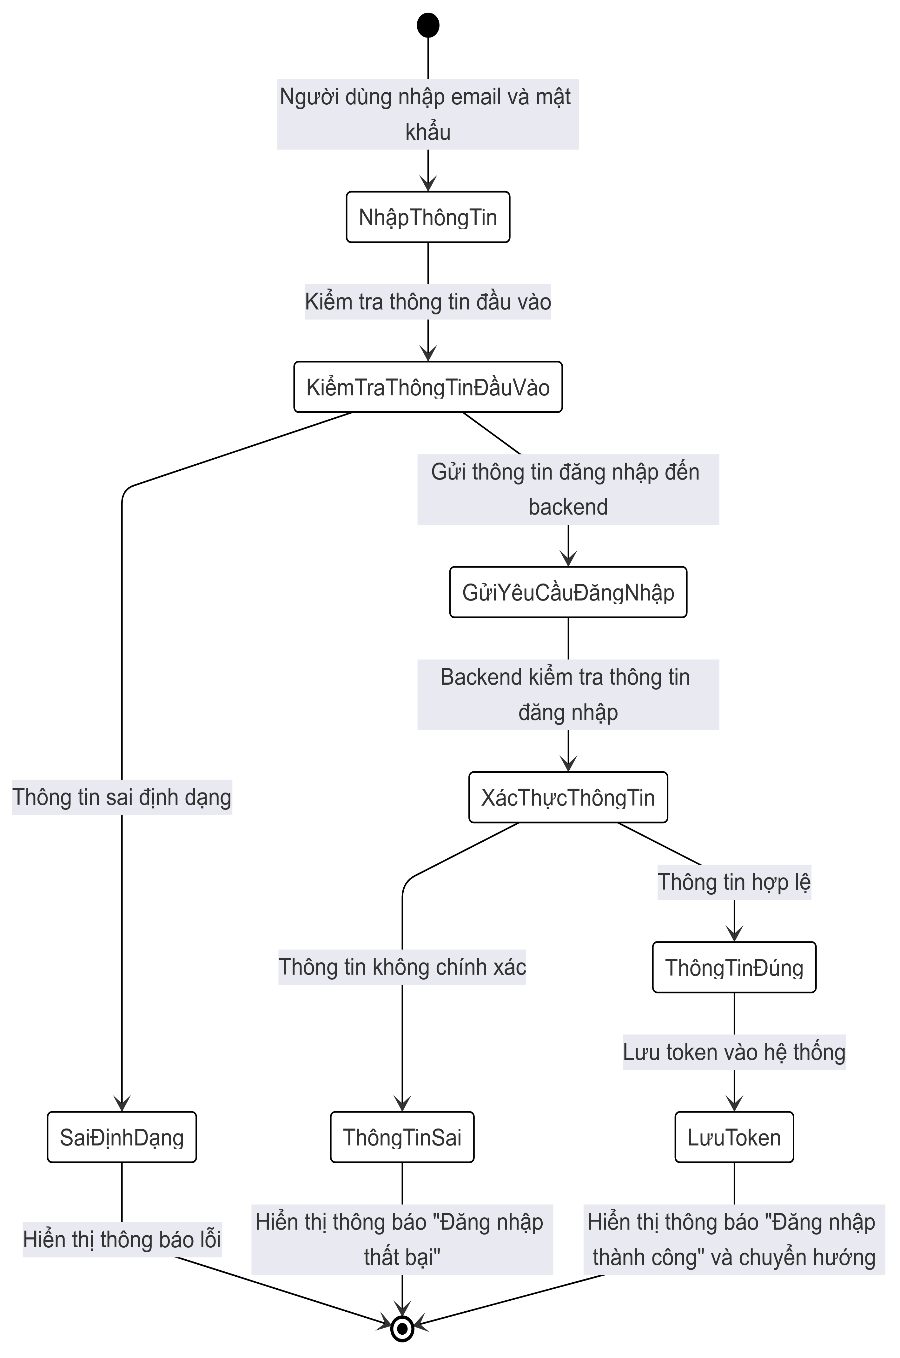 Người dùng nhập email và mật
khẩu
NhậpThôngTin
Kiểm tra thông tin đầu vào
KiểmTraThôngTinĐầuVào
Gửi thông tin đăng nhập đến
backend
GửiYêuCầuĐăngNhập
Backend kiểm tra thông tin
đăng nhập
Thông tin sai định dạng
XácThựcThôngTin
Thông tin hợp lệ
Thông tin không chính xác
ThôngTinĐúng
Lưu token vào hệ thống
SaiĐịnhDạng
ThôngTinSai
LưuToken
Hiển thị thông báo lỗi
Hiển thị thông báo "Đăng nhập
thất bại"
Hiển thị thông báo "Đăng nhập
thành công" và chuyển hướng